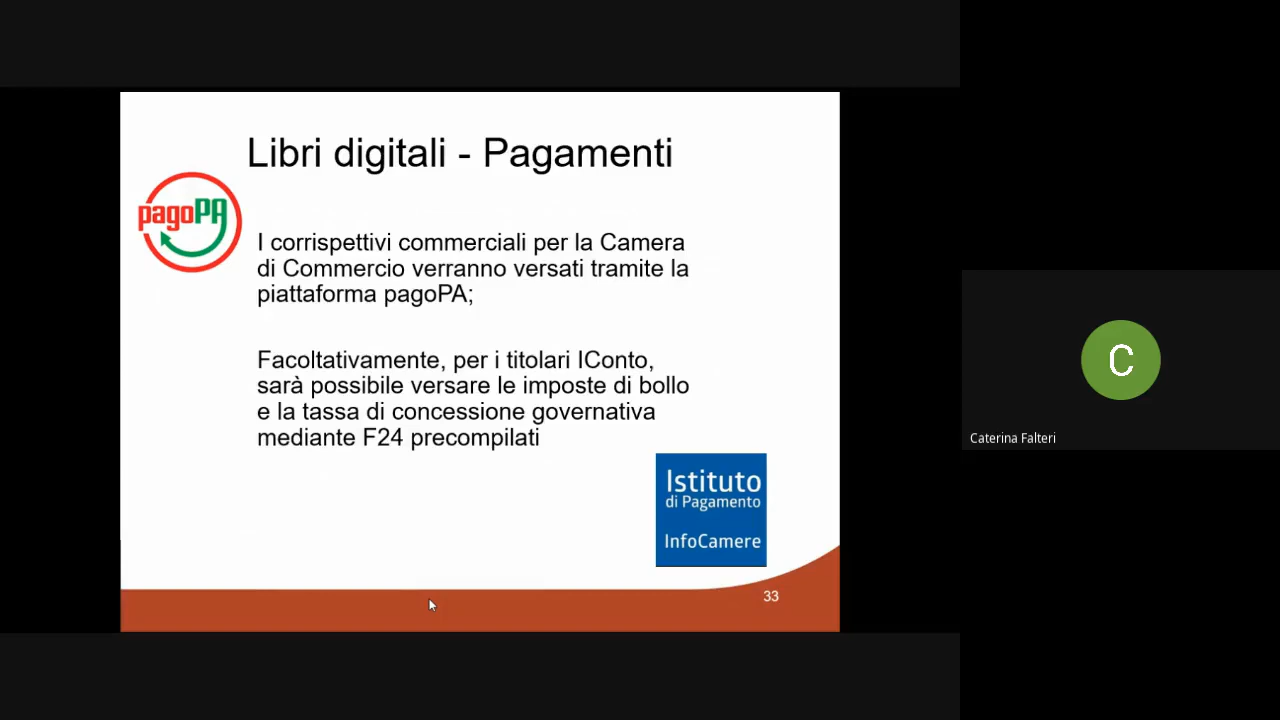 Libri digitali - Pagamenti
pagoPA
I corrispettivi commerciali per la Camera
di Commercio verranno versati tramite la
piattaforma pagoPA;
Facoltativamente, per i titolari IConto,
sarà possibile versare le imposte di bollo
e la tassa di concessione governativa
mediante F24 precompilati
Istituto
di Pagamento
InfoCamere
33
C
Caterina Falteri